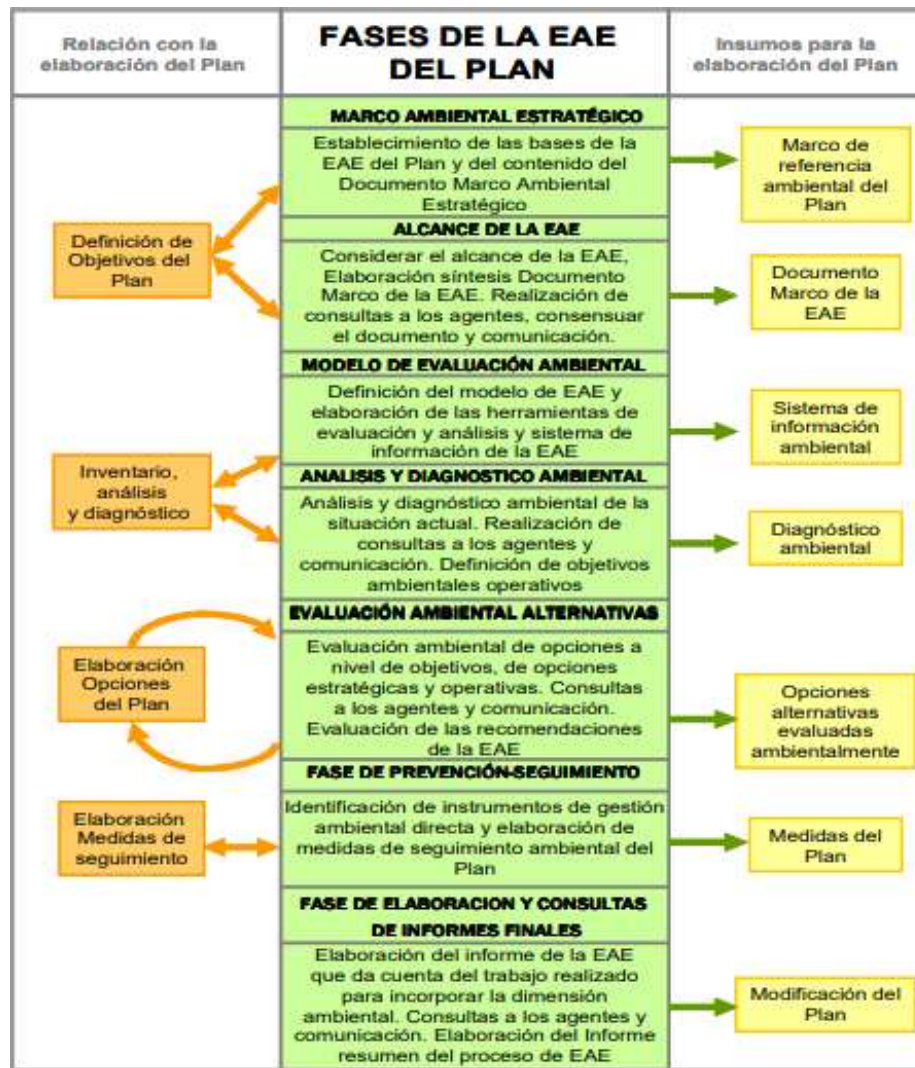 Relación con la
elaboración del Plan
FASES DE LA EAE
DEL PLAN
Insumos para la
elaboración del Plan
MARCO AMBIENTAL ESTRATÉGICO
Establecimiento de las bases de la
EAE del Plan y del contenido del
Documento Marco Ambiental
Estratégico
Marco de
referencia
ambiental del
Plan
Definición de
Objetivos del
Plan
ALCANCE DE LA EAE
Considerar el alcance de la EAE,
Elaboración síntesis Documento
Marco de la EAE. Realización de
consultas a los agentes, consensuar
el documento y comunicación.
Documento
Marco de la
EAE
MODELO DE EVALUACIÓN AMBIENTAL
Definición del modelo de EAE y
elaboración de las herramientas de
evaluación y análisis y sistema de
información de la EAE
Sistema de
información
ambiental
Inventario,
análisis
y diagnóstico
ANALISIS Y DIAGNOSTICO AMBIENTAL
Análisis y diagnóstico ambiental de la
situación actual. Realización de
consultas a los agentes y
comunicación. Definición de objetivos
ambientales operativos
Diagnóstico
ambiental
EVALUACIÓN AMBIENTAL ALTERNATIVAS
Elaboración
Opciones
del Plan
Evaluación ambiental de opciones a
nivel de objetivos, de opciones
estratégicas y operativas. Consultas
a los agentes y comunicación.
Evaluación de las recomendaciones
de la EAE
Opciones
alternativas
evaluadas
ambientalmente
FASE DE PREVENCIÓN-SEGUIMIENTO
Elaboración
Medidas de
seguimiento
Identificación de instrumentos de gestión
ambiental directa y elaboración de
medidas de seguimiento ambiental del
Plan
Medidas del
Plan
FASE DE ELABORACION Y CONSULTAS
DE INFORMES FINALES
Elaboración del informe de la EAE
que da cuenta del trabajo realizado
para incorporar la dimensión
ambiental. Consultas a los agentes y
comunicación. Elaboración del Informe
resumen del proceso de EAE
Modificación del
Plan